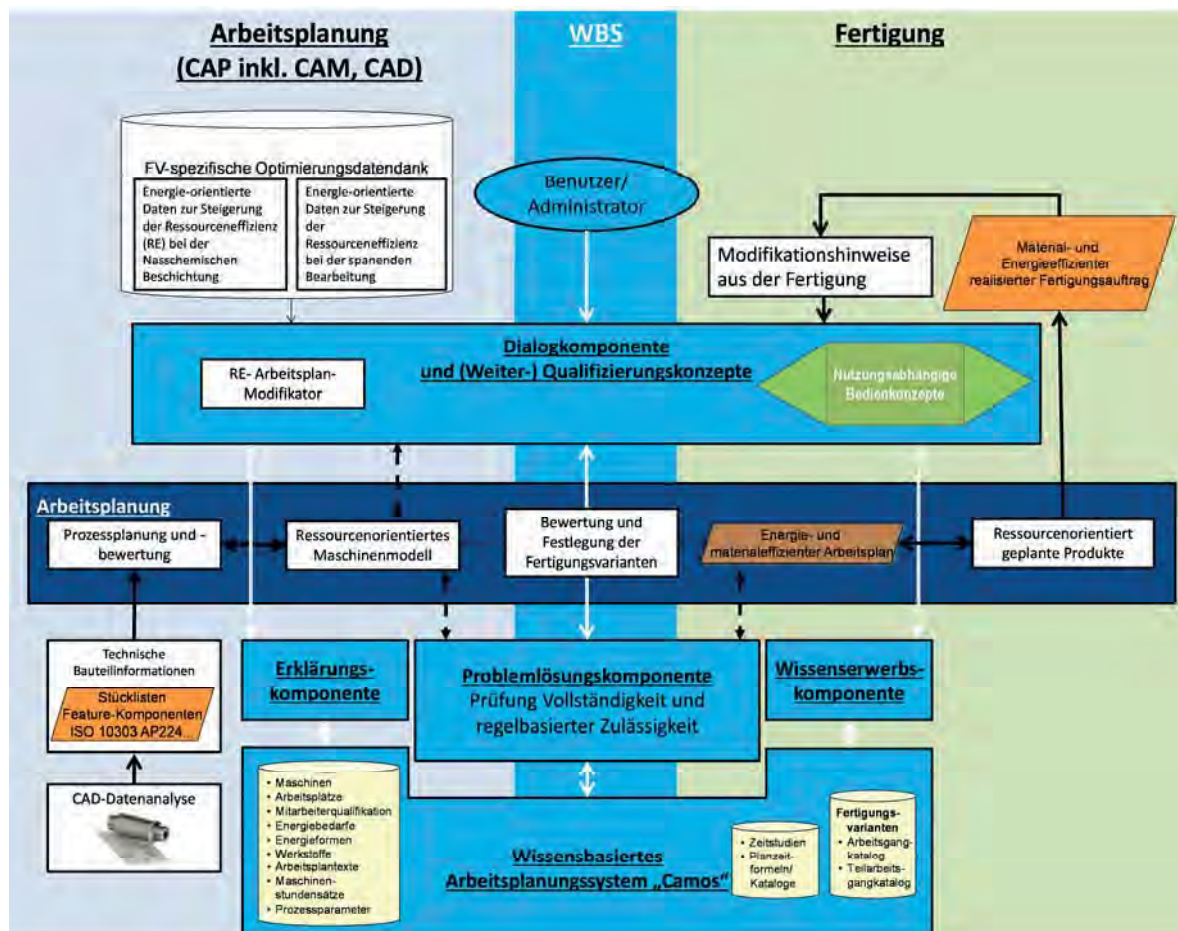 Arbeitsplanung
(CAP inkl. CAM, CAD)
WBS
Fertigung
FV-spezifische Optimierungsdatendank
Energie-orientierte
Daten zur Steigerung
der Ressourceneffizienz
(RE) bei der
Nasschemischen
Beschichtung
Energie-orientierte
Daten zur Steigerung
der
Ressourceneffizienz
bei der spanenden
Bearbeitung
Benutzer/
Administrator
Modifikationshinweise
aus der Fertigung
Material- und
Energieeffizienter
realisierter Fertigungsauftrag
Dialogkomponente
und (Weiter-) Qualifizierungskonzepte
RE- Arbeitsplan-
Modifikator
Nutzungsabhängige
Bedienkonzepte
Arbeitsplanung
Prozessplanung und -
bewertung
Ressourcenorientiertes
Maschinenmodell
Bewertung und
Festlegung der
Fertigungsvarianten
Energie- und
materialeffizienter Arbeitsplan
Ressourcenorientiert
geplante Produkte
Technische
Bauteilinformationen
Stücklisten
Feature-Komponenten
ISO 10303 AP224...
CAD-Datenanalyse
Erklärungs-
komponente
Problemlösungskomponente
Prüfung Vollständigkeit und
regelbasierter Zulässigkeit
Wissenserwerbs-
komponente
• Maschinen
• Arbeitsplätze
• Mitarbeiterqualifikation
• Energiebedarfe
• Energieformen
• Werkstoffe
• Arbeitsplantexte
• Maschinen-
stundensätze
• Prozessparameter
Wissensbasiertes
Arbeitsplanungssystem „Camos“
• Zeitstudien
• Planzeit-
formeln/
Kataloge
Fertigungs-
varianten
• Arbeitsgang-
katalog
• Teilarbeits-
gangkatalog